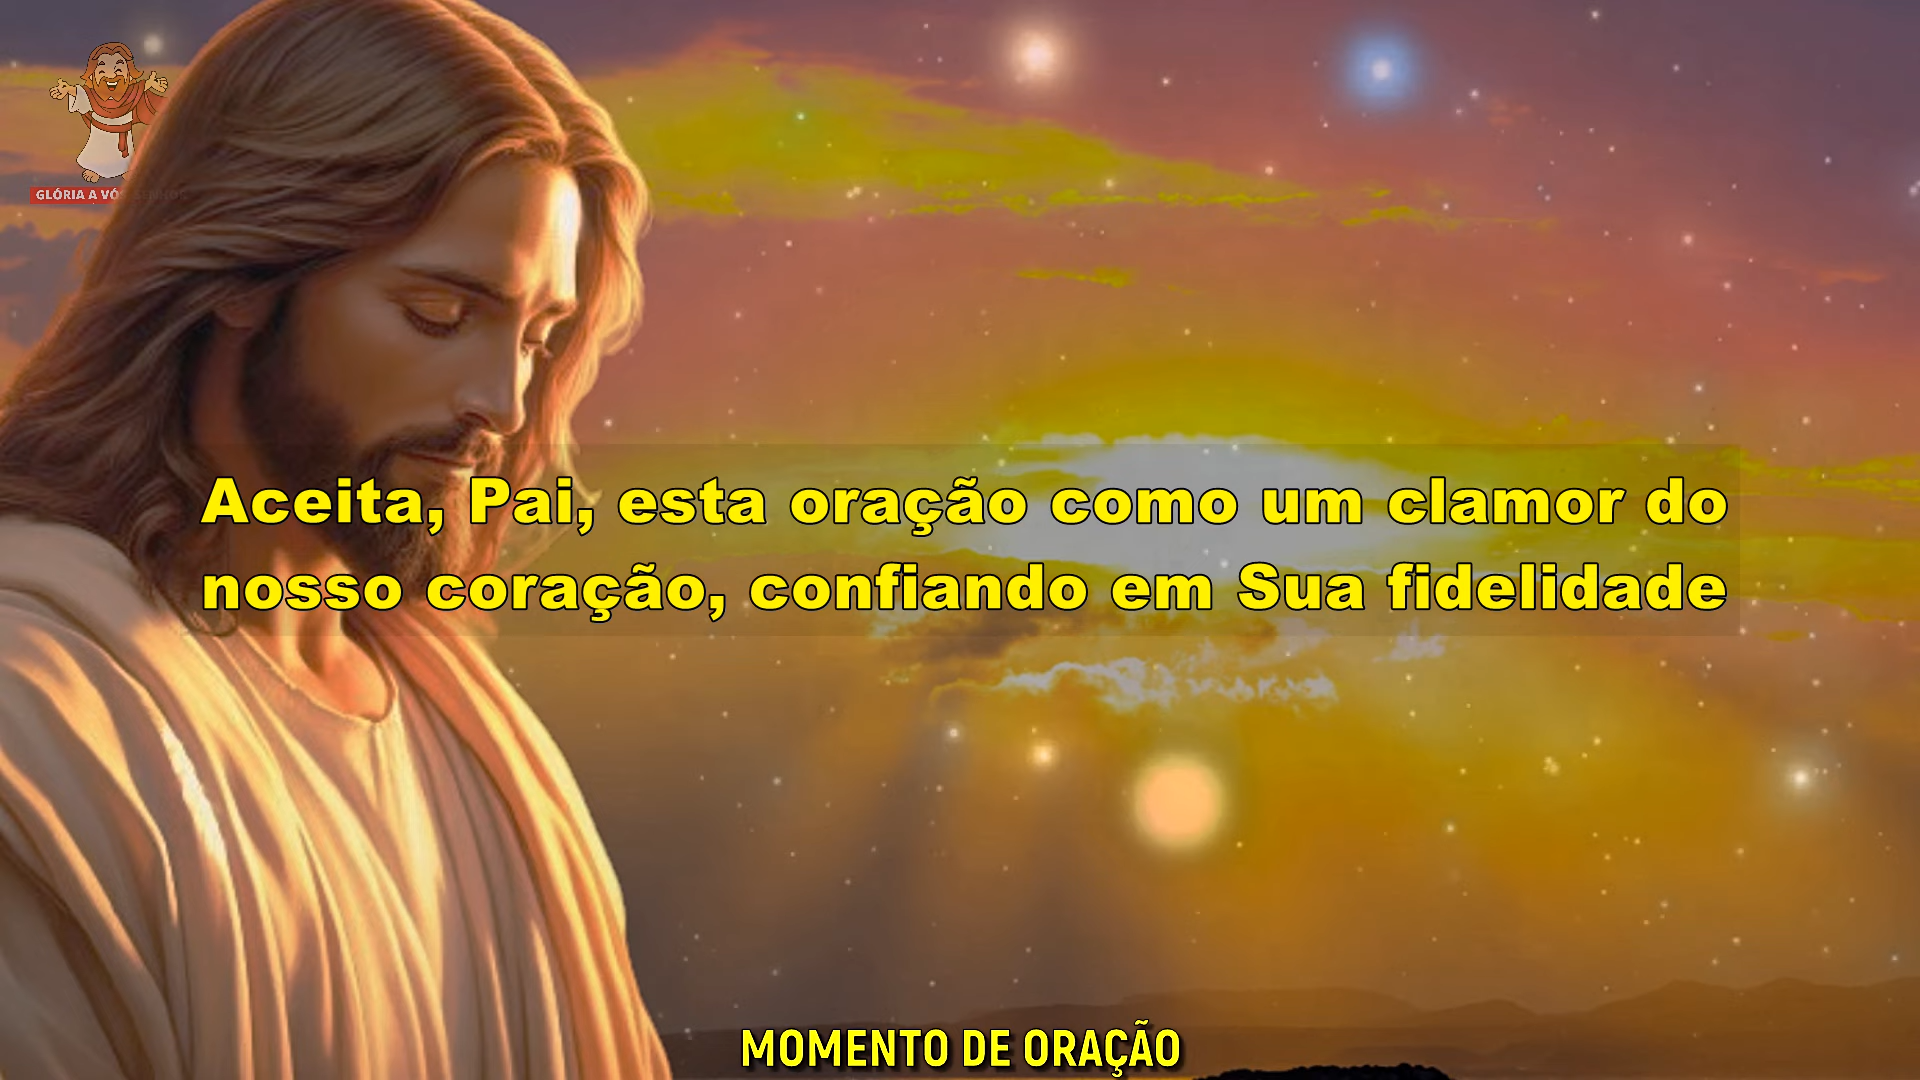 GLÓRIA A VÓS SENHOR
Aceita, Pai, esta oração como um clamor do
nosso coração, confiando em Sua fidelidade
MOMENTO DE ORAÇÃO